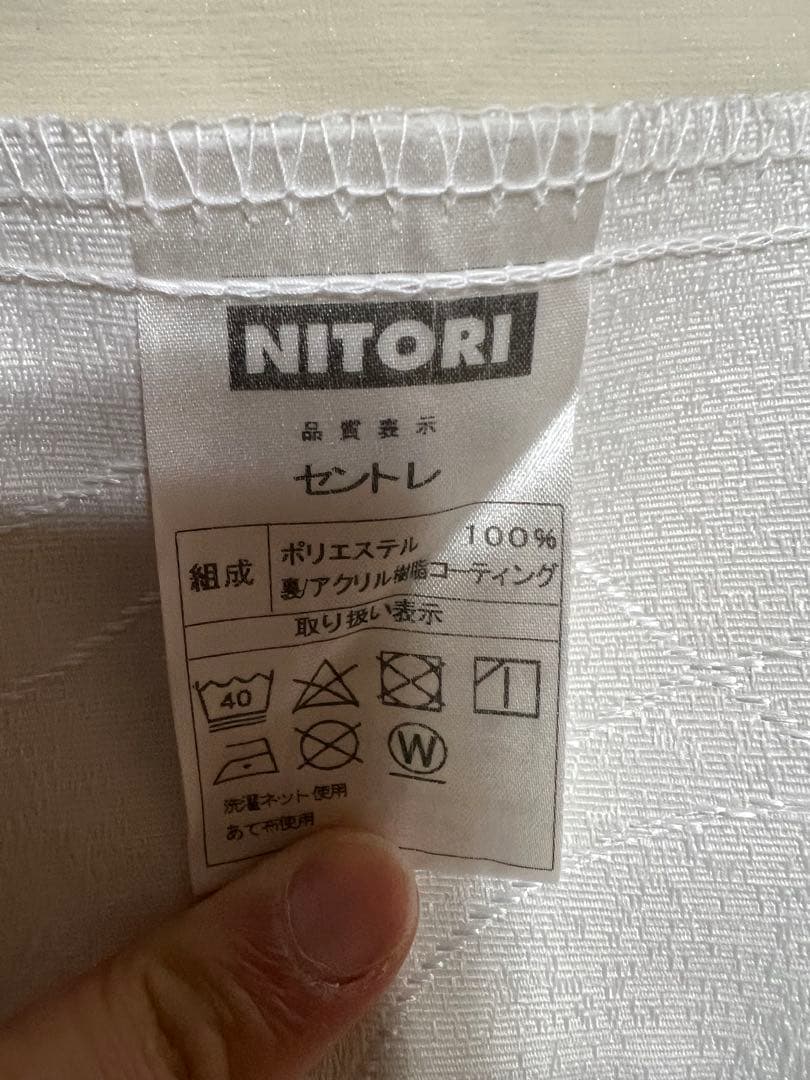 NITORI
品質表示
セントレ
組成
ポリエステル 100%
裏/アクリル樹脂コーティング
取り扱い表示
40
W
洗濯ネット使用
あて布使用